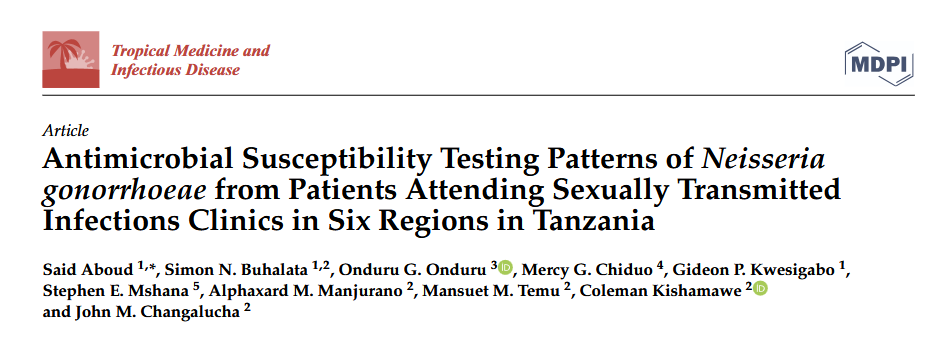 Tropical Medicine and
Infectious Disease
MDPI
Article
Antimicrobial Susceptibility Testing Patterns of Neisseria
gonorrhoeae from Patients Attending Sexually Transmitted
Infections Clinics in Six Regions in Tanzania
Said Aboud 1,*, Simon N. Buhalata 1,2, Onduru G. Onduru 3 iD, Mercy G. Chiduo 4, Gideon P. Kwesigabo 1,
Stephen E. Mshana 5, Alphaxard M. Manjurano 2, Mansuet M. Temu 2, Coleman Kishamawe 2 iD
and John M. Changalucha 2